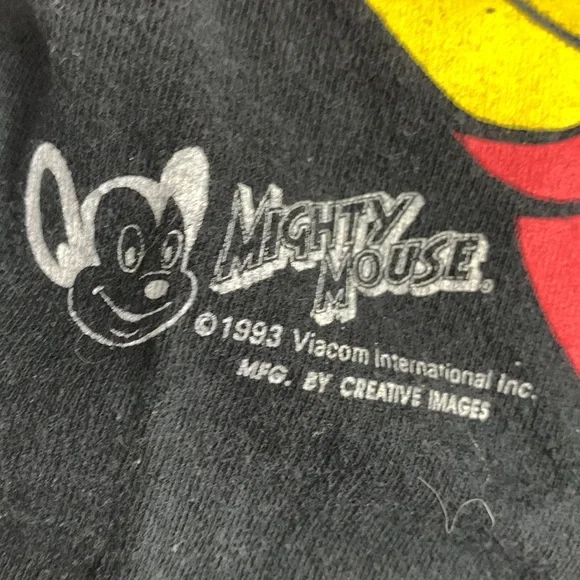 MIGHTY
MOUSE.
©1993 Viacom International Inc.
MFG. BY CREATIVE IMAGES